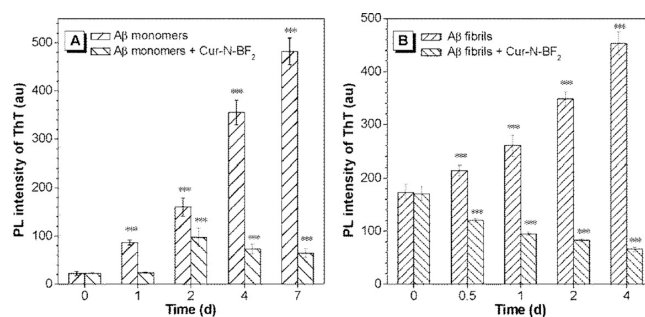 A
Aβ monomers
Aβ monomers + Cur-N-BF2
PL intensity of ThT (au)
500
400
300
200
100
0
***
***
***
***
***
***
***
0 1 2 4 7
Time (d)
B
Aβ fibrils
Aβ fibrils + Cur-N-BF2
PL intensity of ThT (au)
500
400
300
200
100
0
***
***
***
***
***
***
***
***
0 0.5 1 2 4
Time (d)